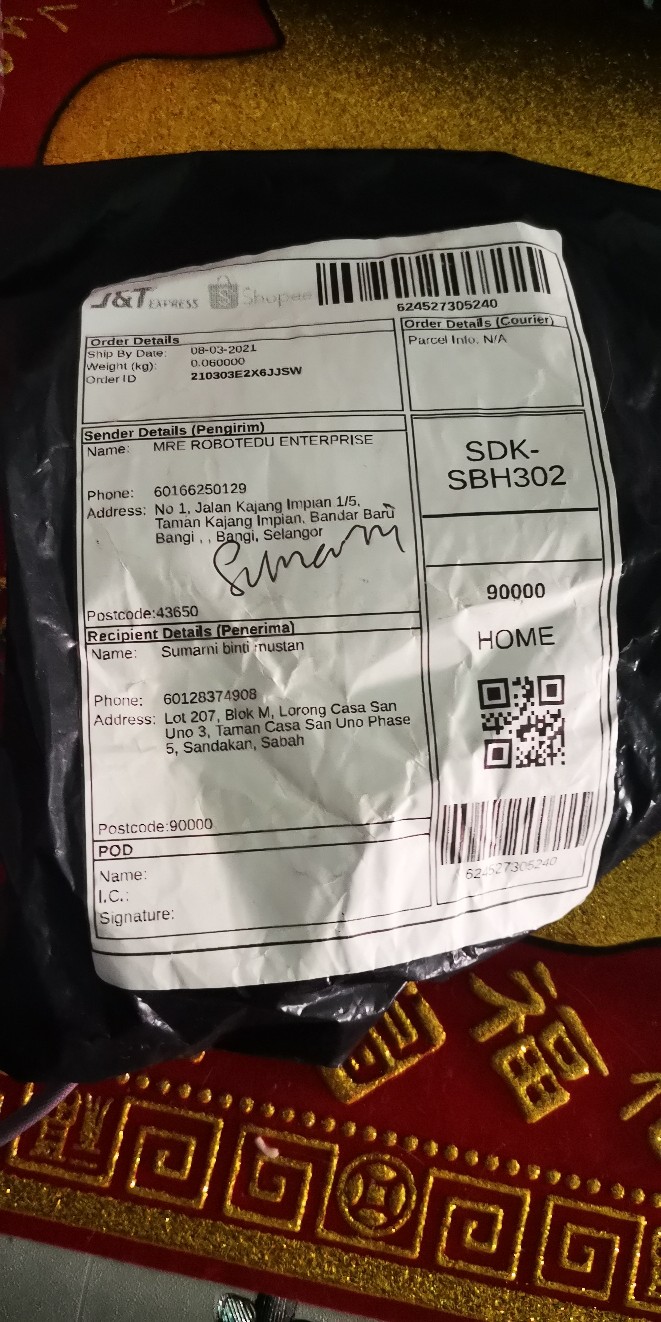 J&T EXPRESS Shopee
624527305240
Order Details
Ship By Date: 08-03-2021
Weight (kg): 0.060000
Order ID 210303E2X6JJSW
Order Details (Courier)
Parcel Info. N/A
Sender Details (Pengirim)
Name: MRE ROBOTEDU ENTERPRISE
Phone: 60166250129
Address: No 1, Jalan Kajang Impian 1/5,
Taman Kajang Impian, Bandar Baru
Bangi , , Bangi, Selangor
Sumarni
Postcode:43650
SDK-
SBH302
Recipient Details (Penerima)
Name: Sumarni binti mustan
Phone: 60128374908
Address: Lot 207, Blok M, Lorong Casa San
Uno 3, Taman Casa San Uno Phase
5, Sandakan, Sabah
Postcode:90000
90000
HOME
624527305240
POD
Name:
I.C.:
Signature:
福